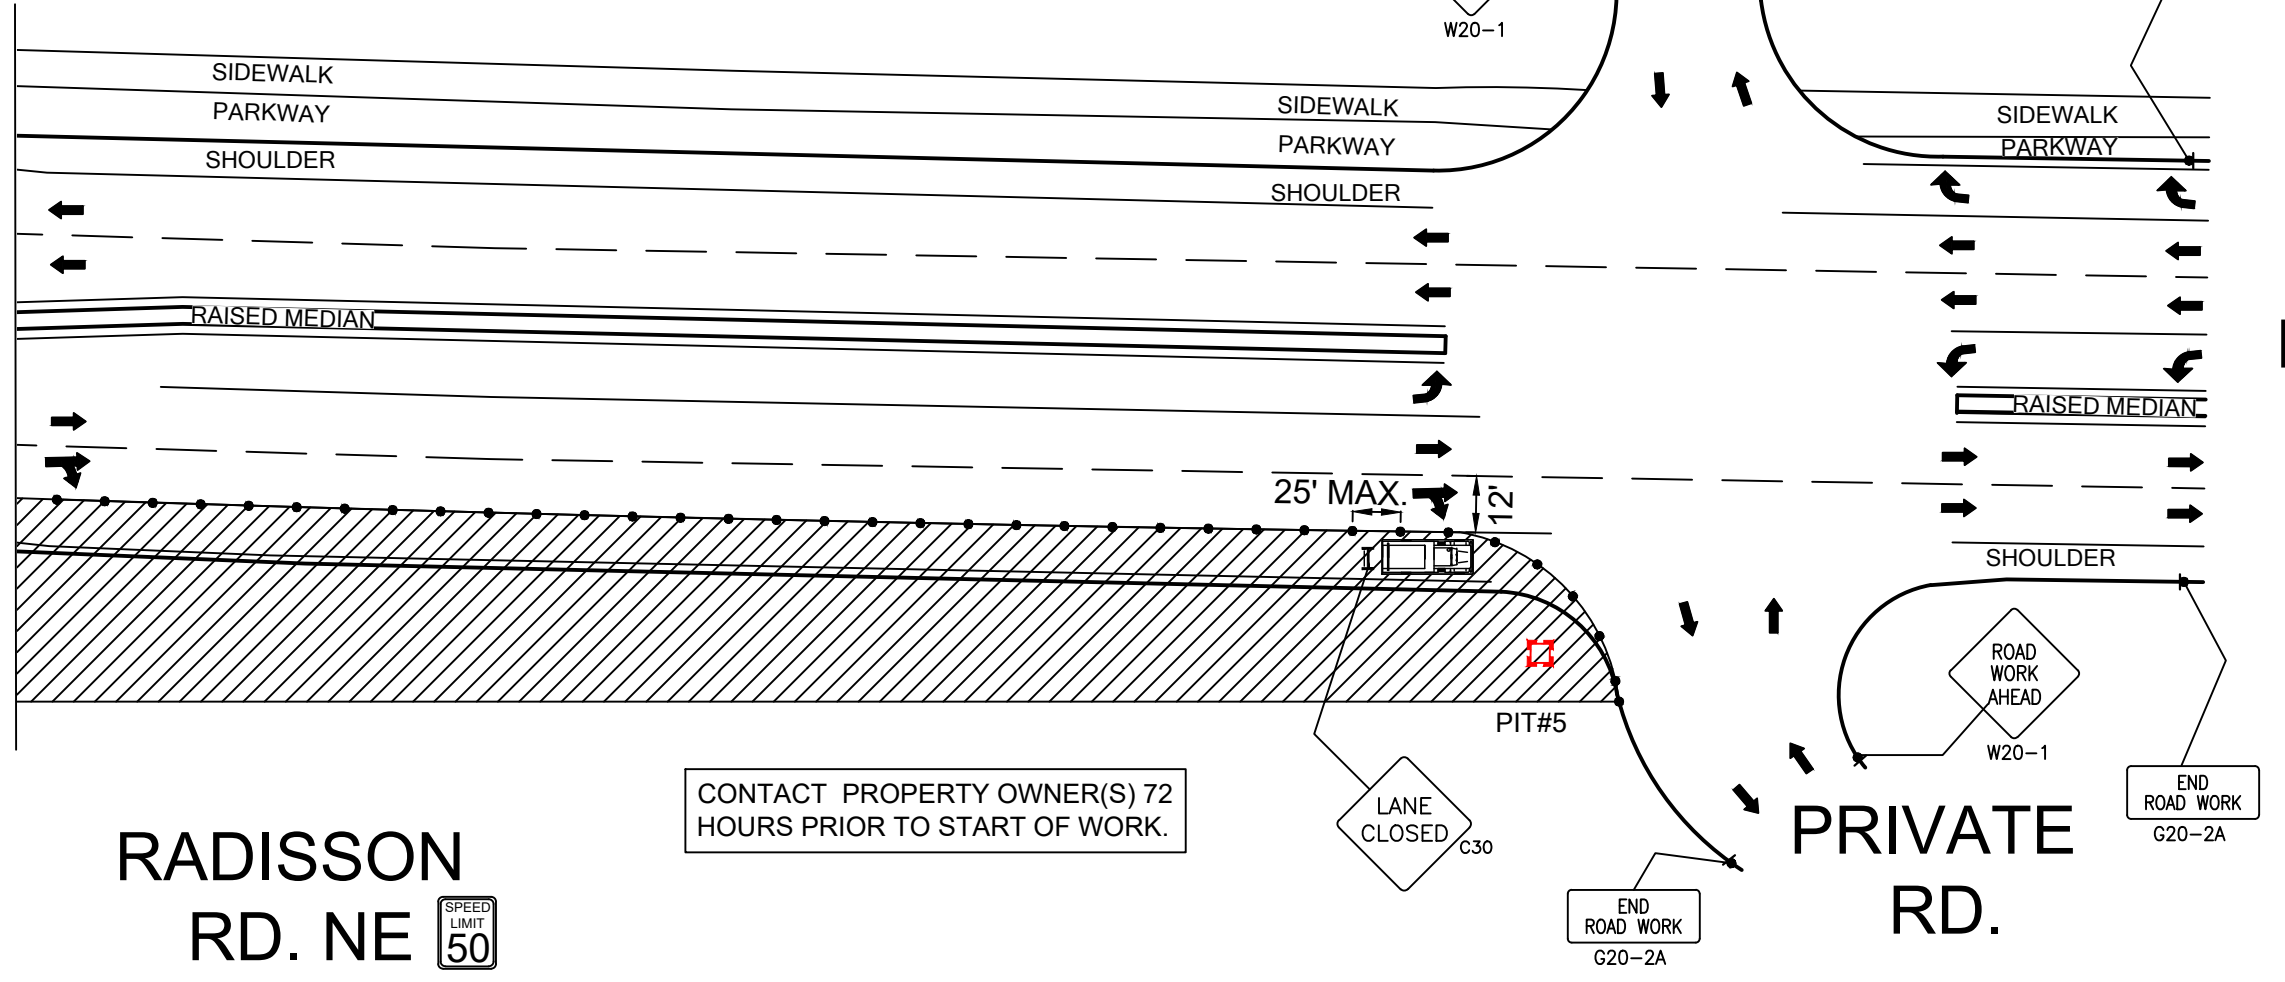 W20-1
SIDEWALK
PARKWAY
SHOULDER
SIDEWALK
PARKWAY
SHOULDER
SIDEWALK
PARKWAY
RAISED MEDIAN
RAISED MEDIAN
25' MAX.
12'
SHOULDER
PIT#5
ROAD
WORK
AHEAD
W20-1
END
ROAD WORK
G20-2A
CONTACT PROPERTY OWNER(S) 72
HOURS PRIOR TO START OF WORK.
LANE
CLOSED
C30
PRIVATE
RD.
END
ROAD WORK
G20-2A
RADISSON
RD. NE
SPEED
LIMIT
50